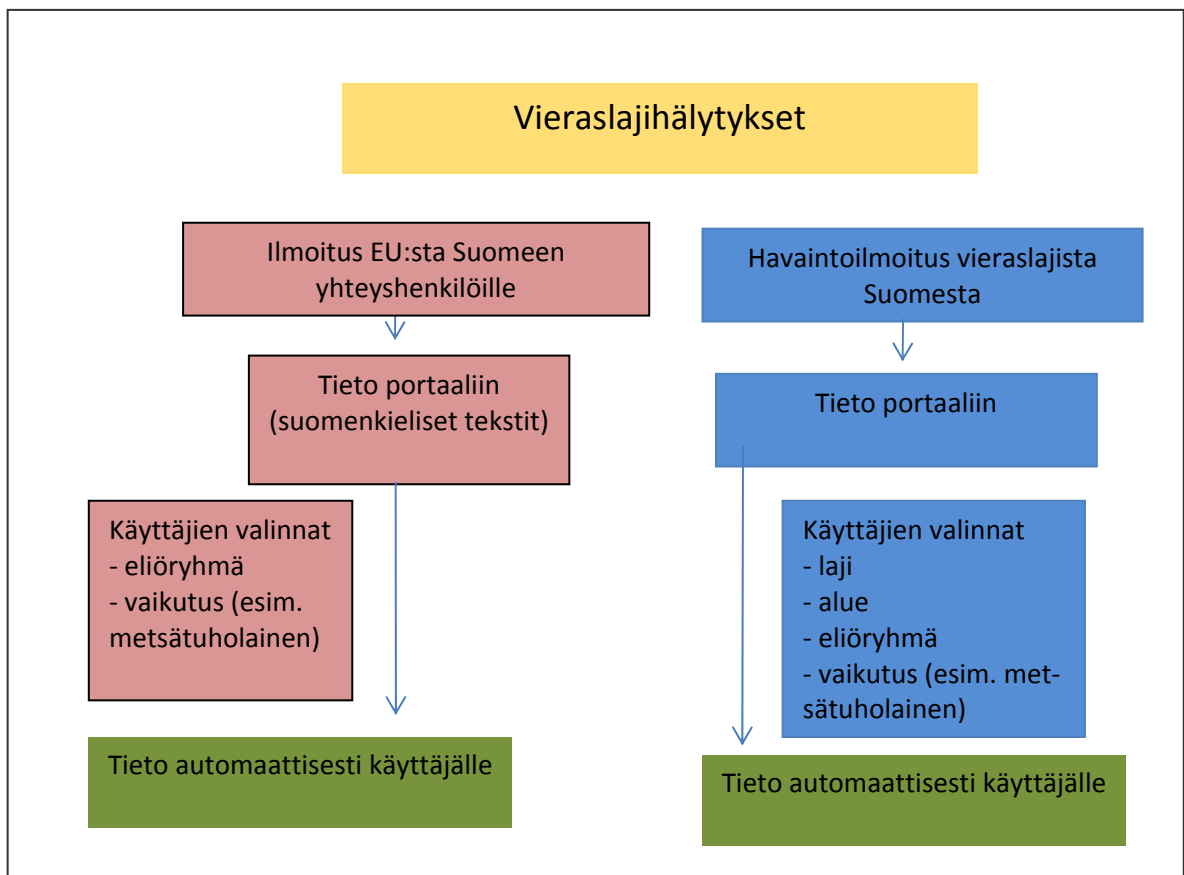 Vieraslajihälytykset
Ilmoitus EU:sta Suomeen
yhteyshenkilöille
Tieto portaaliin
(suomenkieliset tekstit)
Käyttäjien valinnat
- eliöryhmä
- vaikutus (esim.
metsätuholainen)
Tieto automaattisesti käyttäjälle
Havaintoilmoitus vieraslajista
Suomesta
Tieto portaaliin
Käyttäjien valinnat
- laji
- alue
- eliöryhmä
- vaikutus (esim. met-
sätuholainen)
Tieto automaattisesti käyttäjälle